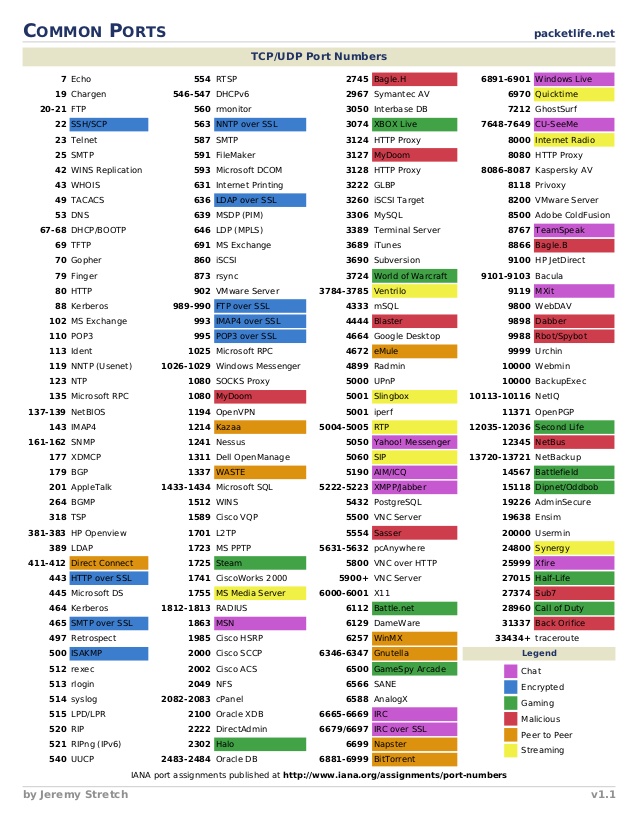 COMMON PORTS
packetlife.net
TCP/UDP Port Numbers
7 Echo
19 Chargen
20-21 FTP
22 SSH/SCP
23 Telnet
25 SMTP
42 WINS Replication
43 WHOIS
49 TACACS
53 DNS
67-68 DHCP/BOOTP
69 TFTP
70 Gopher
79 Finger
80 HTTP
88 Kerberos
102 MS Exchange
110 POP3
113 Ident
119 NNTP (Usenet)
123 NTP
135 Microsoft RPC
137-139 NetBIOS
143 IMAP4
161-162 SNMP
177 XDMCP
179 BGP
201 AppleTalk
264 BGMP
318 TSP
381-383 HP Openview
389 LDAP
411-412 Direct Connect
443 HTTP over SSL
445 Microsoft DS
464 Kerberos
465 SMTP over SSL
497 Retrospect
500 ISAKMP
512 rexec
513 rlogin
514 syslog
515 LPD/LPR
520 RIP
521 RIPng (IPv6)
540 UUCP
554 RTSP
546-547 DHCPv6
560 rmonitor
563 NNTP over SSL
587 SMTP
591 FileMaker
593 Microsoft DCOM
631 Internet Printing
636 LDAP over SSL
639 MSDP (PIM)
646 LDP (MPLS)
691 MS Exchange
860 iSCSI
873 rsync
902 VMware Server
989-990 FTP over SSL
993 IMAP4 over SSL
995 POP3 over SSL
1025 Microsoft RPC
1026-1029 Windows Messenger
1080 SOCKS Proxy
1080 MyDoom
1194 OpenVPN
1214 Kazaa
1241 Nessus
1311 Dell OpenManage
1337 WASTE
1433-1434 Microsoft SQL
1512 WINS
1589 Cisco VQP
1701 L2TP
1723 MS PPTP
1725 Steam
1741 CiscoWorks 2000
1755 MS Media Server
1812-1813 RADIUS
1863 MSN
1985 Cisco HSRP
2000 Cisco SCCP
2002 Cisco ACS
2049 NFS
2082-2083 cPanel
2100 Oracle XDB
2222 DirectAdmin
2302 Halo
2483-2484 Oracle DB
2745 Bagle.H
2967 Symantec AV
3050 Interbase DB
3074 XBOX Live
3124 HTTP Proxy
3127 MyDoom
3128 HTTP Proxy
3222 GLBP
3260 iSCSI Target
3306 MySQL
3389 Terminal Server
3689 iTunes
3690 Subversion
3724 World of Warcraft
3784-3785 Ventrilo
4333 mSQL
4444 Blaster
4664 Google Desktop
4672 eMule
4899 Radmin
5000 UPnP
5001 Slingbox
5001 iperf
5004-5005 RTP
5050 Yahoo! Messenger
5060 SIP
5190 AIM/ICQ
5222-5223 XMPP/Jabber
5432 PostgreSQL
5500 VNC Server
5554 Sasser
5631-5632 pcAnywhere
5800 VNC over HTTP
5900+ VNC Server
6000-6001 X11
6112 Battle.net
6129 DameWare
6257 WinMX
6346-6347 Gnutella
6500 GameSpy Arcade
6566 SANE
6588 AnalogX
6665-6669 IRC
6679/6697 IRC over SSL
6699 Napster
6881-6999 BitTorrent
6891-6901 Windows Live
6970 Quicktime
7212 GhostSurf
7648-7649 CU-SeeMe
8000 Internet Radio
8080 HTTP Proxy
8086-8087 Kaspersky AV
8118 Privoxy
8200 VMware Server
8500 Adobe ColdFusion
8767 TeamSpeak
8866 Bagle.B
9100 HP JetDirect
9101-9103 Bacula
9119 MXit
9800 WebDAV
9898 Dabber
9988 Rbot/Spybot
9999 Urchin
10000 Webmin
10000 BackupExec
10113-10116 NetIQ
11371 OpenPGP
12035-12036 Second Life
12345 NetBus
13720-13721 NetBackup
14567 Battlefield
15118 Dipnet/Oddbob
19226 AdminSecure
19638 Ensim
20000 Usermin
24800 Synergy
25999 Xfire
27015 Half-Life
27374 Sub7
28960 Call of Duty
31337 Back Orifice
33434+ traceroute
Legend
Chat
Encrypted
Gaming
Malicious
Peer to Peer
Streaming
IANA port assignments published at http://www.iana.org/assignments/port-numbers
by Jeremy Stretch
v1.1